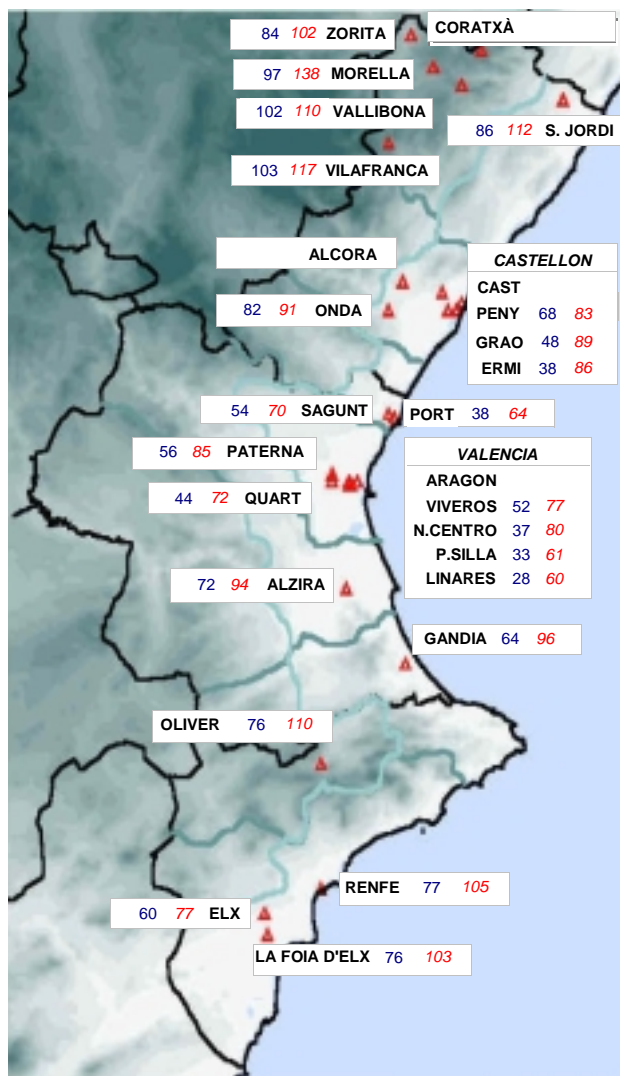 84 102 ZORITA
CORATXÀ
97 138 MORELLA
102 110 VALLIBONA
86 112 S. JORDI
103 117 VILAFRANCA
ALCORA
82 91 ONDA
CASTELLON
CAST
PENY 68 83
GRAO 48 89
ERMI 38 86
54 70 SAGUNT
PORT 38 64
56 85 PATERNA
44 72 QUART
VALENCIA
ARAGON
VIVEROS 52 77
N.CENTRO 37 80
P.SILLA 33 61
LINARES 28 60
72 94 ALZIRA
GANDIA 64 96
OLIVER 76 110
RENFE 77 105
60 77 ELX
LA FOIA D'ELX 76 103